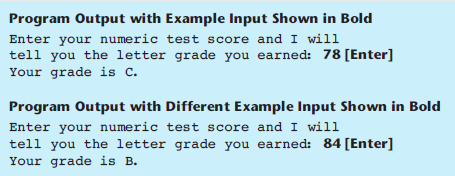 Program Output with Example Input Shown in Bold
Enter your numeric test score and I will
tell you the letter grade you earned: 78 [Enter]
Your grade is C.
Program Output with Different Example Input Shown in Bold
Enter your numeric test score and I will
tell you the letter grade you earned: 84 [Enter]
Your grade is B.